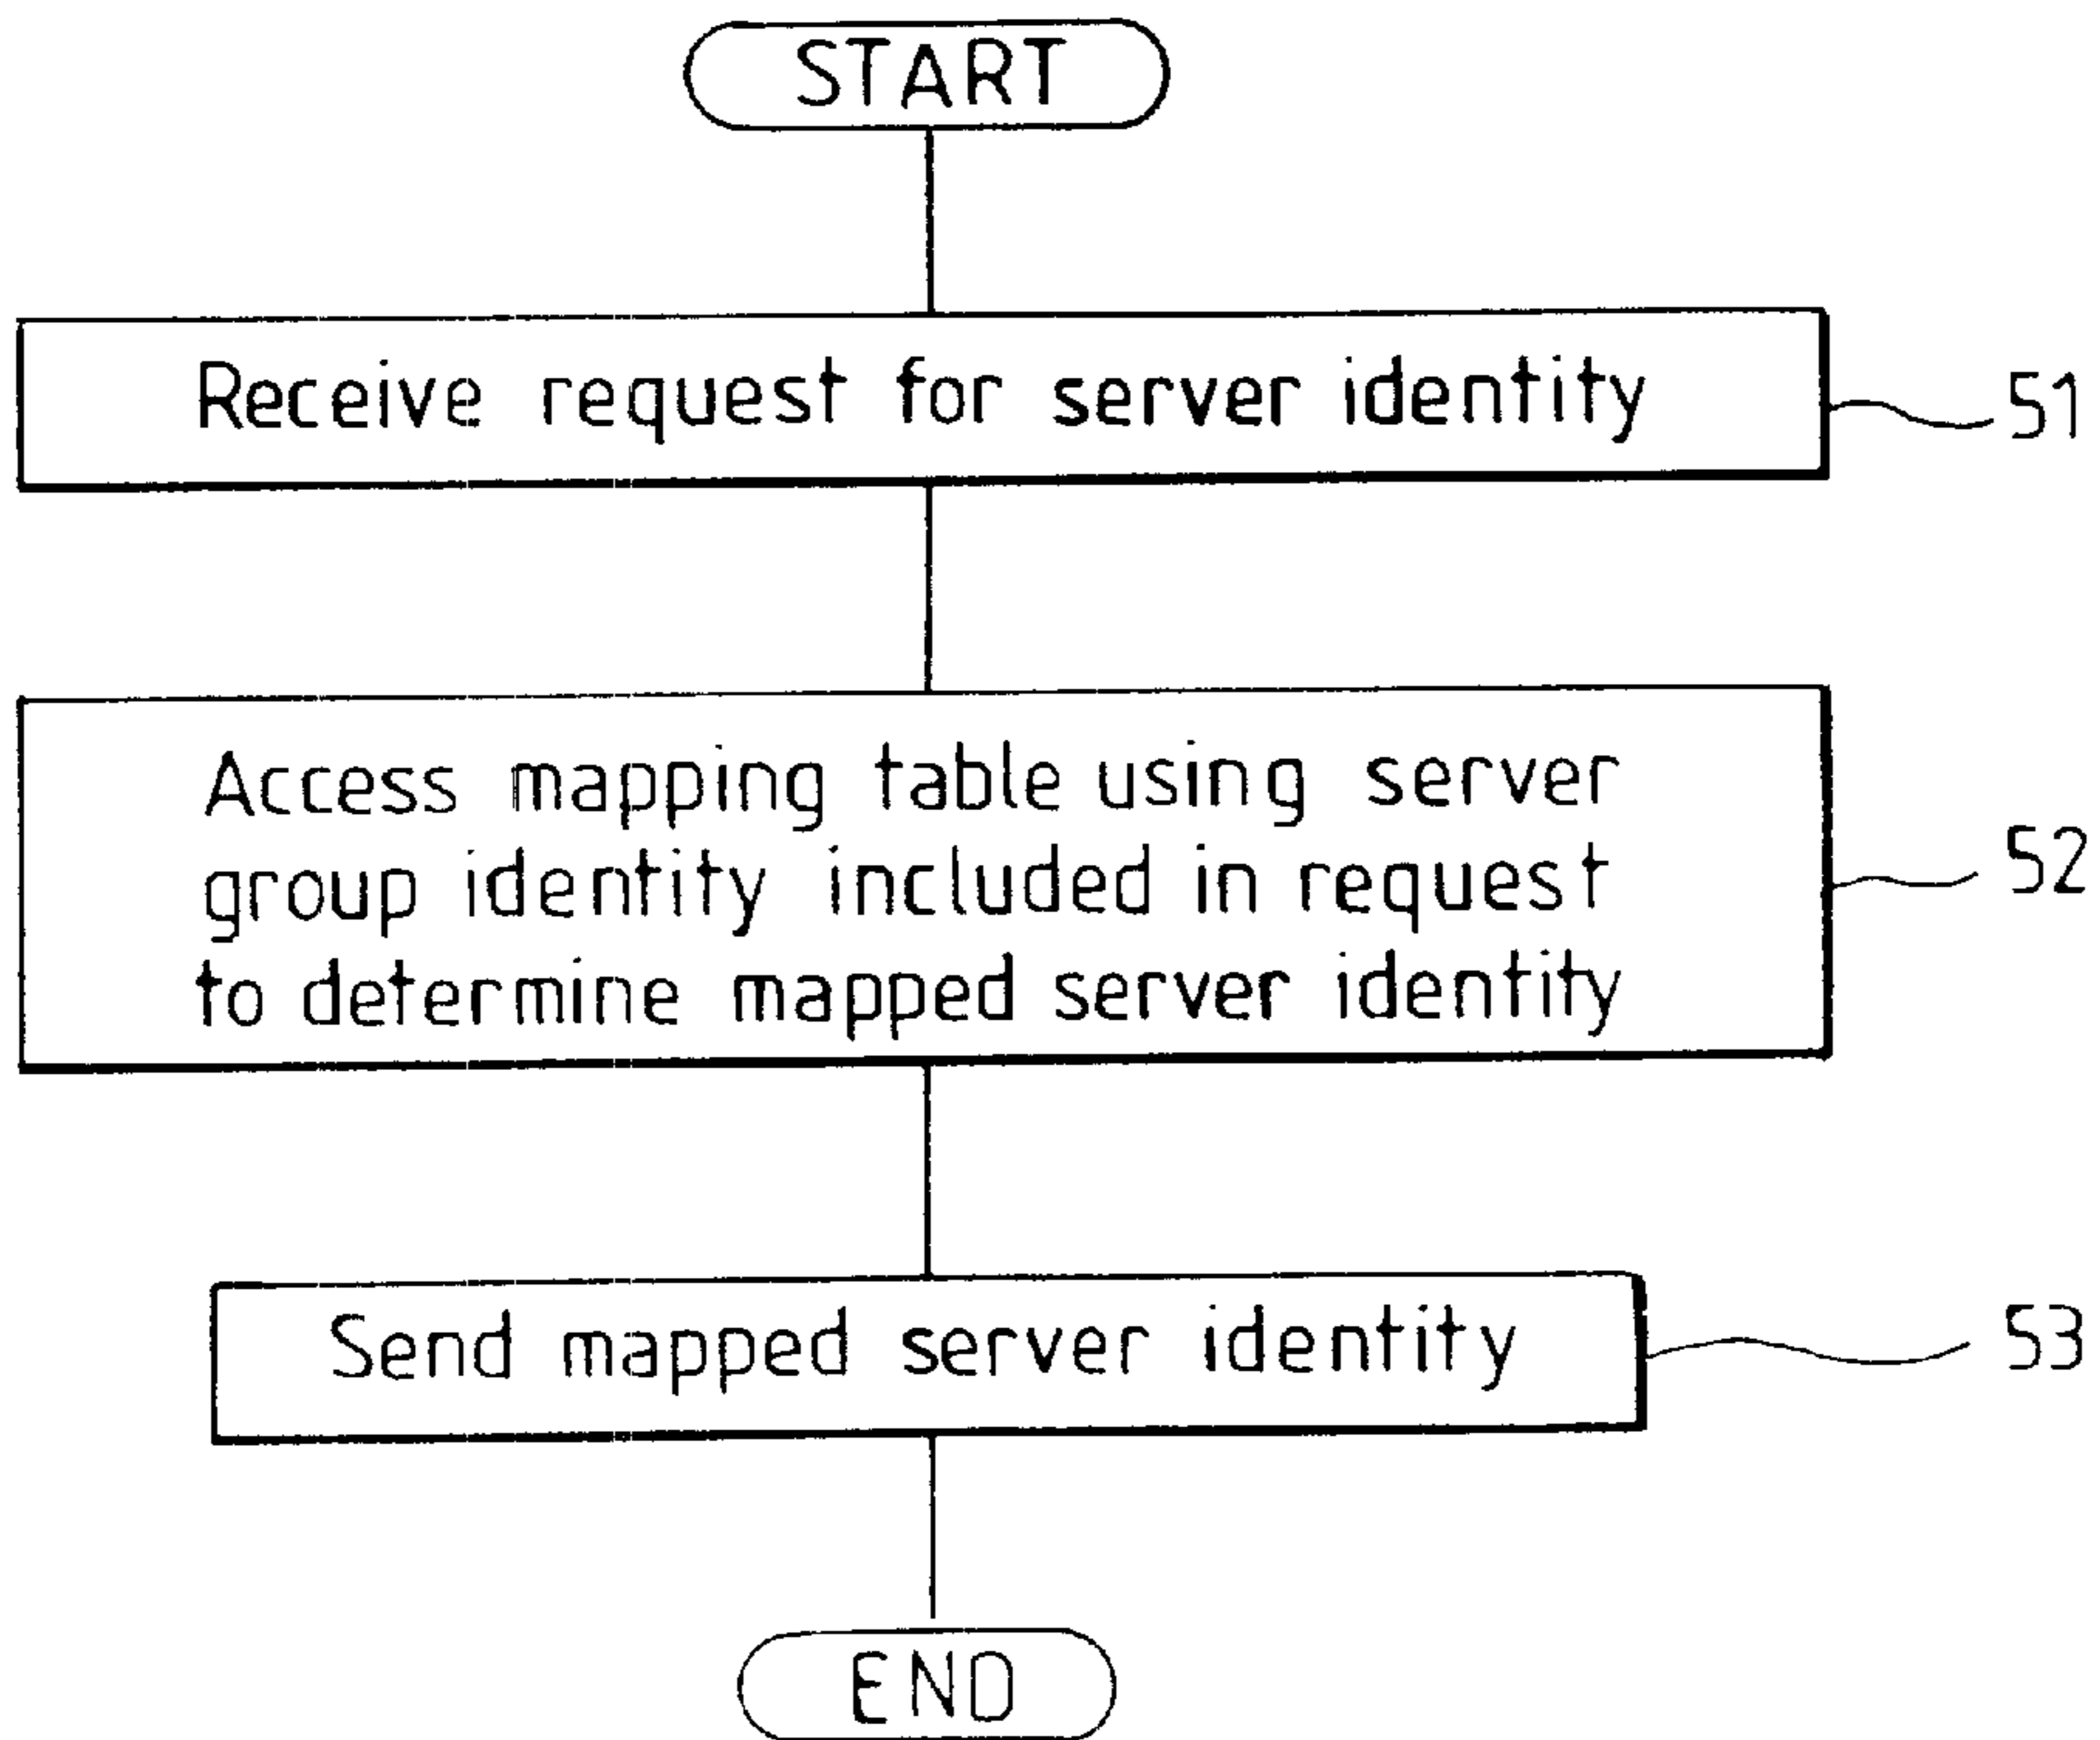 START
Receive request for server identity
51
Access mapping table using server
group identity included in request
to determine mapped server identity
52
Send mapped server identity
53
END